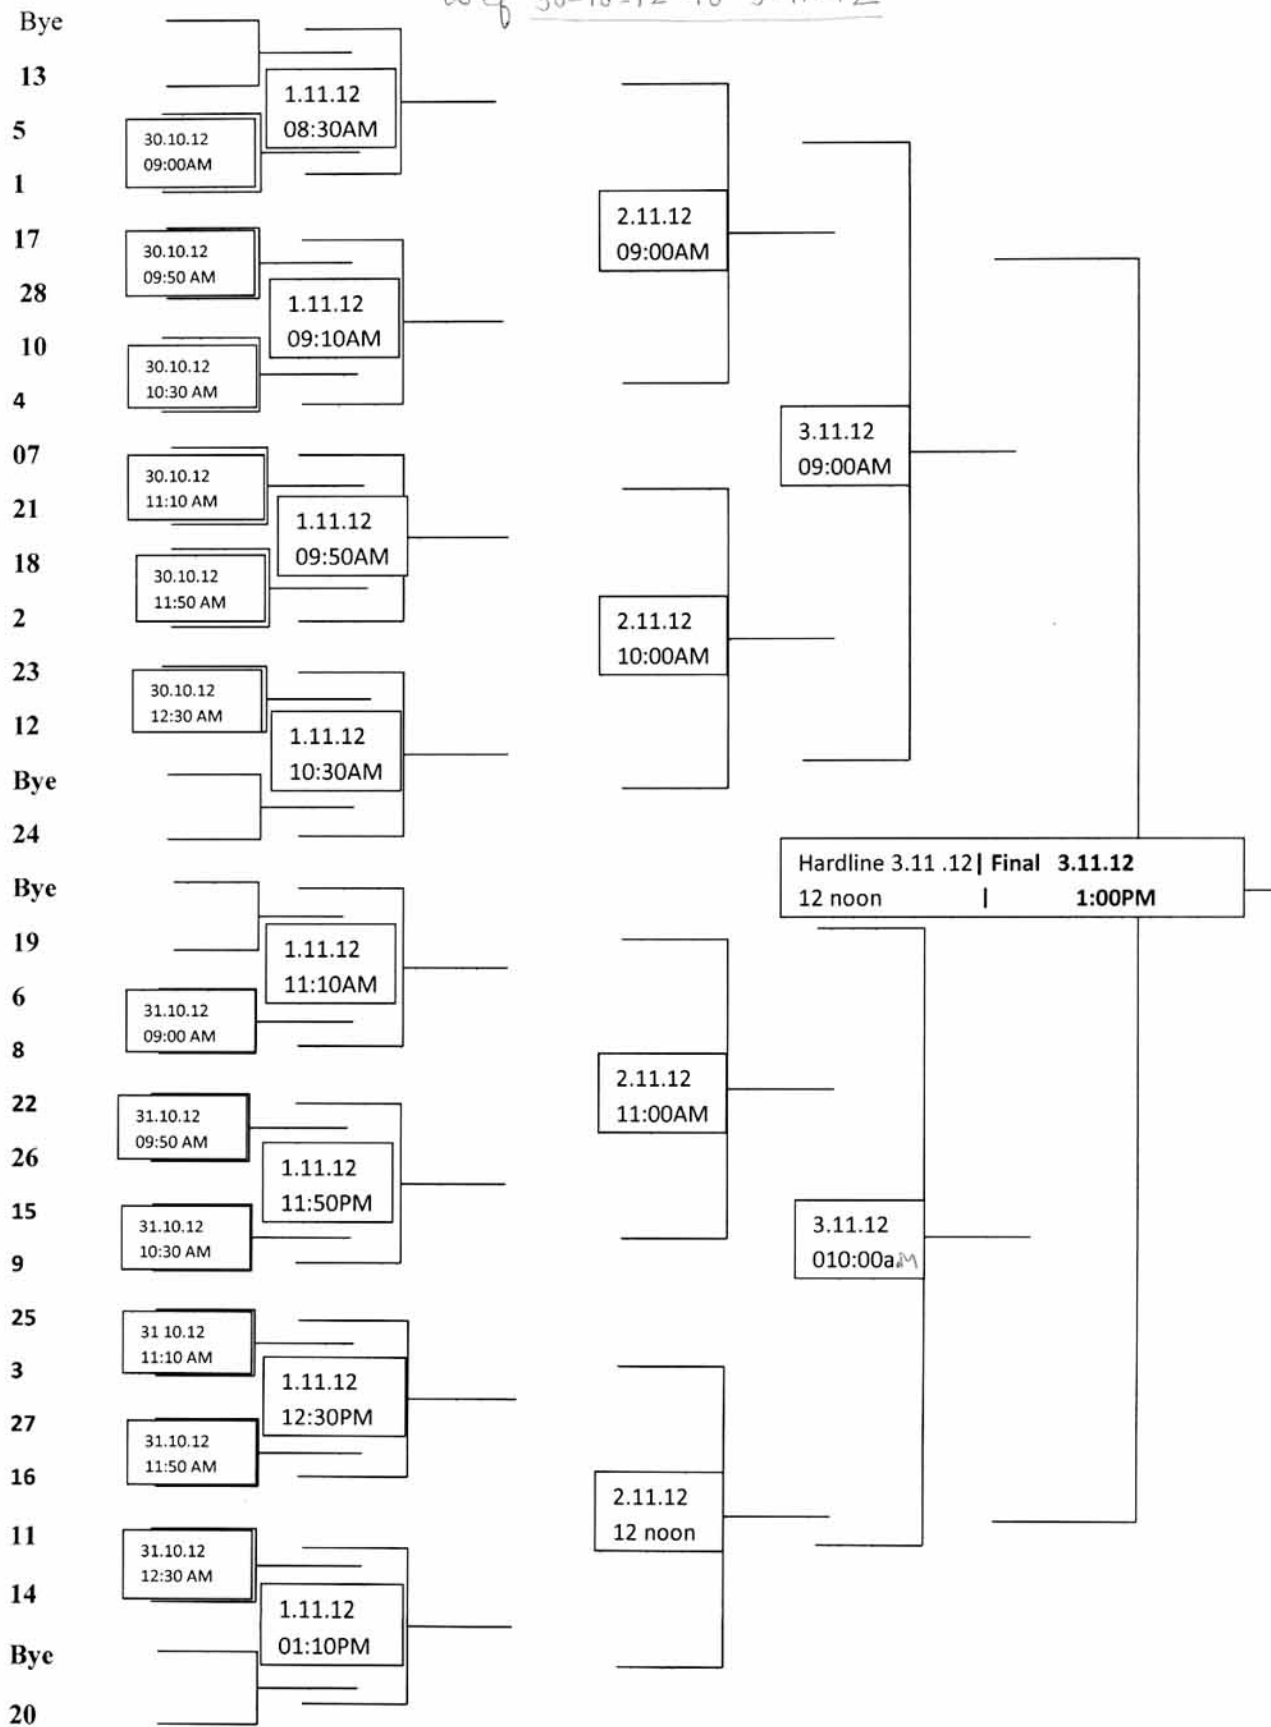 wef 30-10-12 to 3-11-12
Bye
13
5
1
17
28
10
4
07
21
18
2
23
12
Bye
24
Bye
19
6
8
22
26
15
9
25
3
27
16
11
14
Bye
20
30.10.12
09:00AM
30.10.12
09:50 AM
30.10.12
10:30 AM
30.10.12
11:10 AM
30.10.12
11:50 AM
30.10.12
12:30 AM
31.10.12
09:00 AM
31.10.12
09:50 AM
31.10.12
10:30 AM
31 10.12
11:10 AM
31.10.12
11:50 AM
31.10.12
12:30 AM
1.11.12
08:30AM
1.11.12
09:10AM
1.11.12
09:50AM
1.11.12
10:30AM
1.11.12
11:10AM
1.11.12
11:50PM
1.11.12
12:30PM
1.11.12
01:10PM
2.11.12
09:00AM
2.11.12
10:00AM
2.11.12
11:00AM
2.11.12
12 noon
3.11.12
09:00AM
3.11.12
010:00a.M
Hardline 3.11 .12| Final 3.11.12
12 noon | 1:00PM